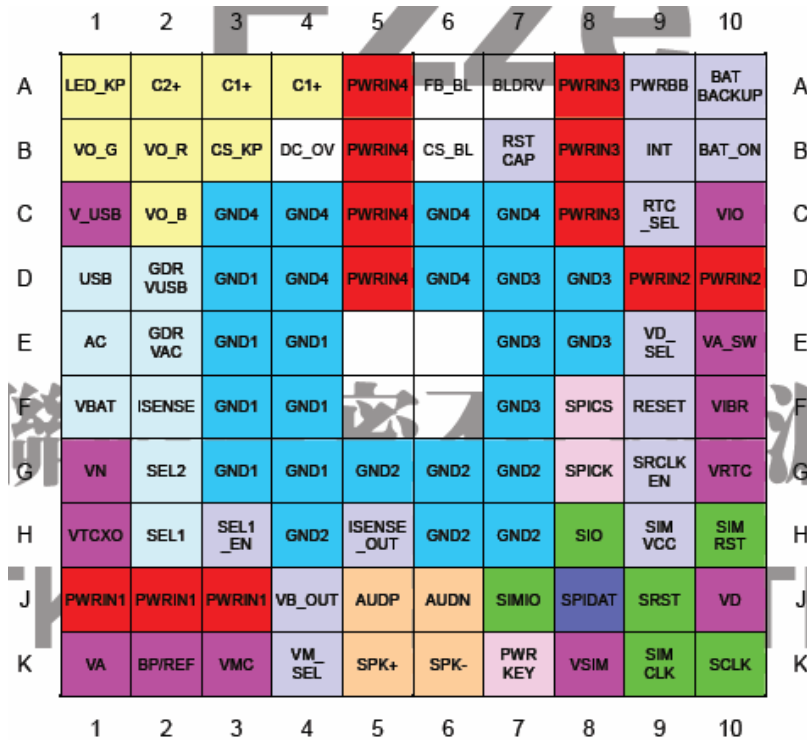 1 2 3 4 5 6 7 8 9 10
A LED_KP C2+ C1+ C1+ PWRIN4 FB_BL BLDRV PWRIN3 PWRBB BAT BACKUP A
B VO_G VO_R CS_KP DC_OV PWRIN4 CS_BL RST CAP PWRIN3 INT BAT_ON B
C V_USB VO_B GND4 GND4 PWRIN4 GND4 GND4 PWRIN3 RTC _SEL VIO C
D USB GDR VUSB GND1 GND4 PWRIN4 GND4 GND3 GND3 PWRIN2 PWRIN2 D
E AC GDR VAC GND1 GND1 GND3 GND3 VD_ SEL VA_SW E
F VBAT ISENSE GND1 GND1 GND3 SPICS RESET VIBR F
G VN SEL2 GND1 GND1 GND2 GND2 GND2 SPICK SRCLK EN VRTC G
H VTCXO SEL1 SEL1 _EN GND2 ISENSE _OUT GND2 GND2 SIO SIM VCC SIM RST H
J PWRIN1 PWRIN1 PWRIN1 VB_OUT AUDP AUDN SIMIO SPIDAT SRST VD J
K VA BP/REF VMC VM_ SEL SPK+ SPK- PWR KEY VSIM SIM CLK SCLK K
1 2 3 4 5 6 7 8 9 10